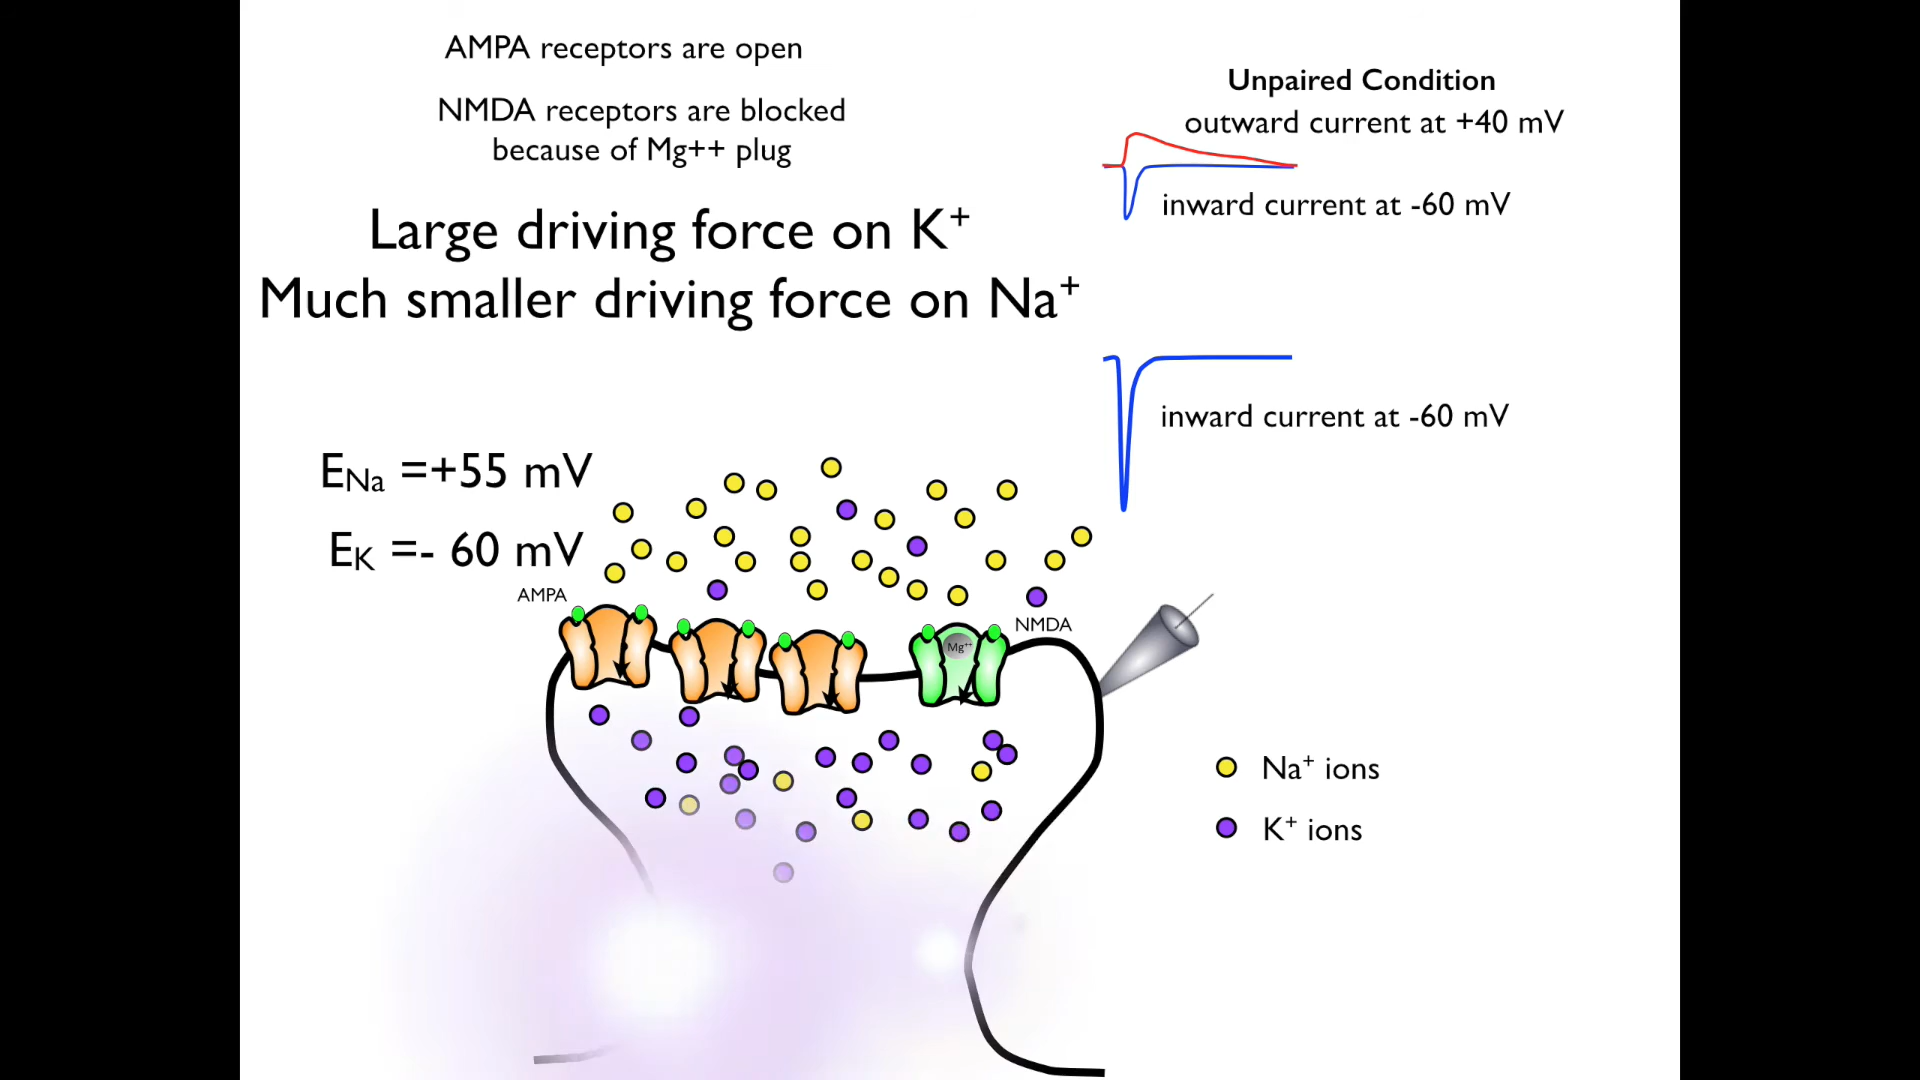 AMPA receptors are open
NMDA receptors are blocked
because of Mg++ plug
Large driving force on K⁺
Much smaller driving force on Na⁺
Unpaired Condition
outward current at +40 mV
inward current at -60 mV
inward current at -60 mV
ENa =+55 mV
EK =- 60 mV
AMPA
NMDA
Mg⁺⁺
Na⁺ ions
K⁺ ions